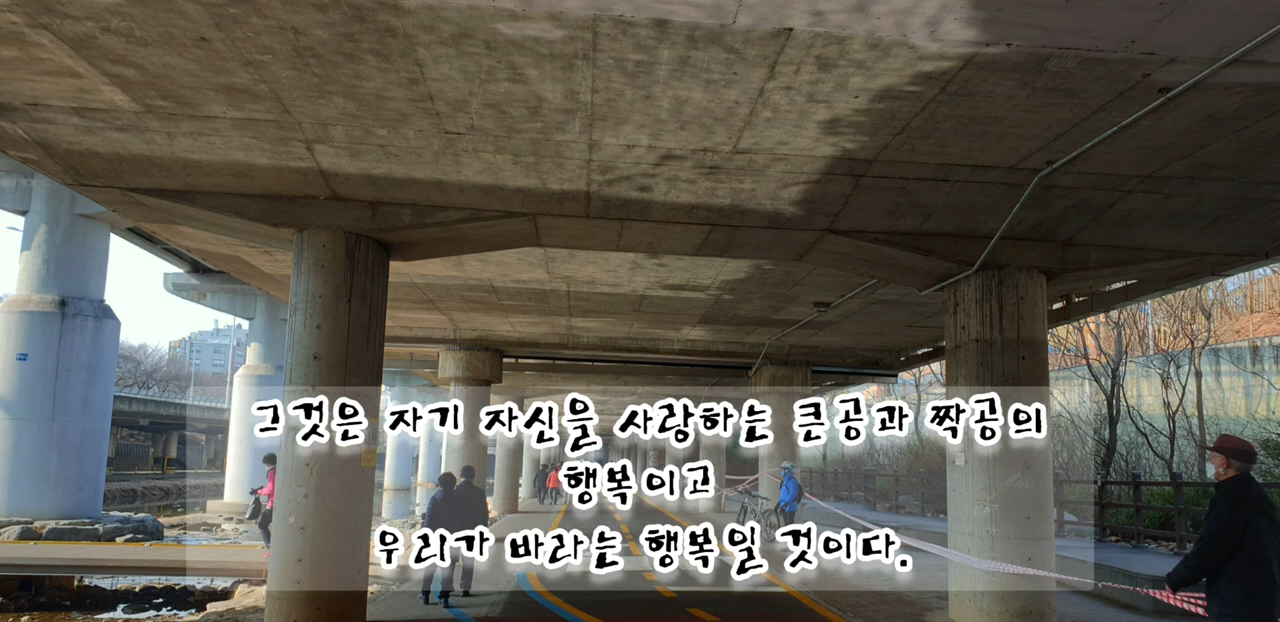 그것은 자기 자신을 사랑하는 큰공과 짝공의
행복이고
우리가 바라는 행복일 것이다.